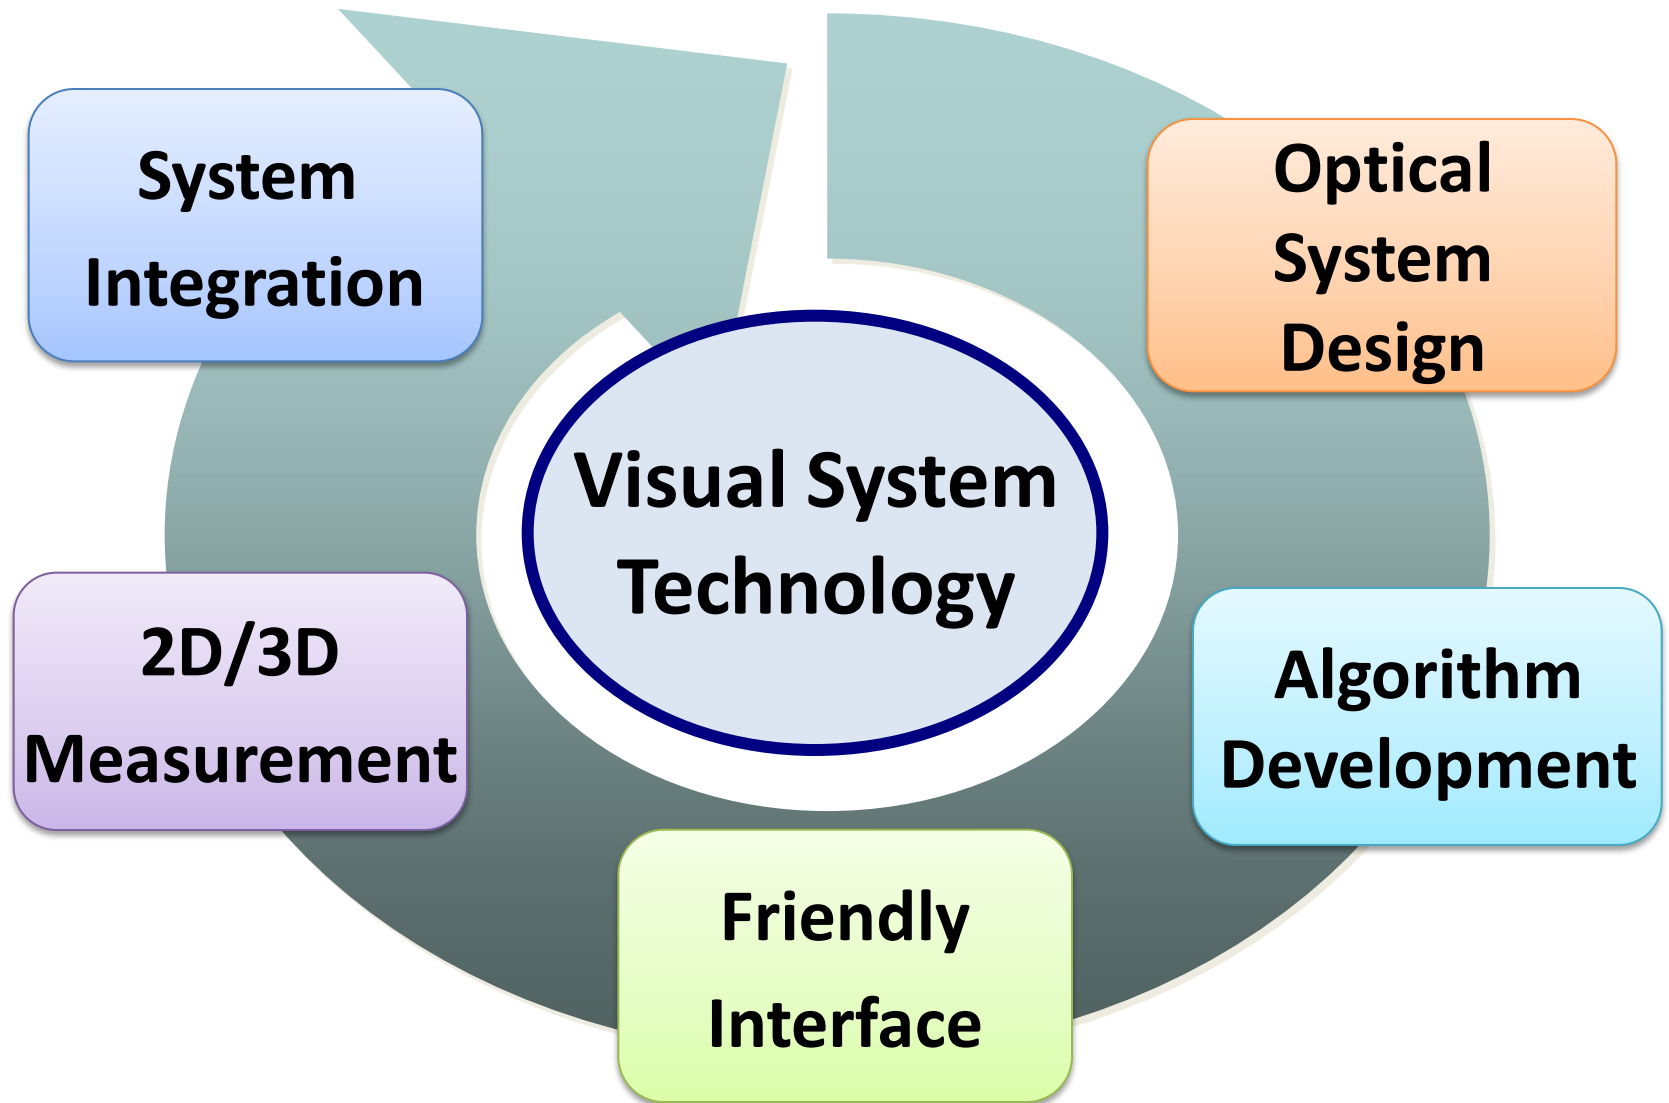 System
Integration
Optical
System
Design
Visual System
Technology
2D/3D
Measurement
Algorithm
Development
Friendly
Interface